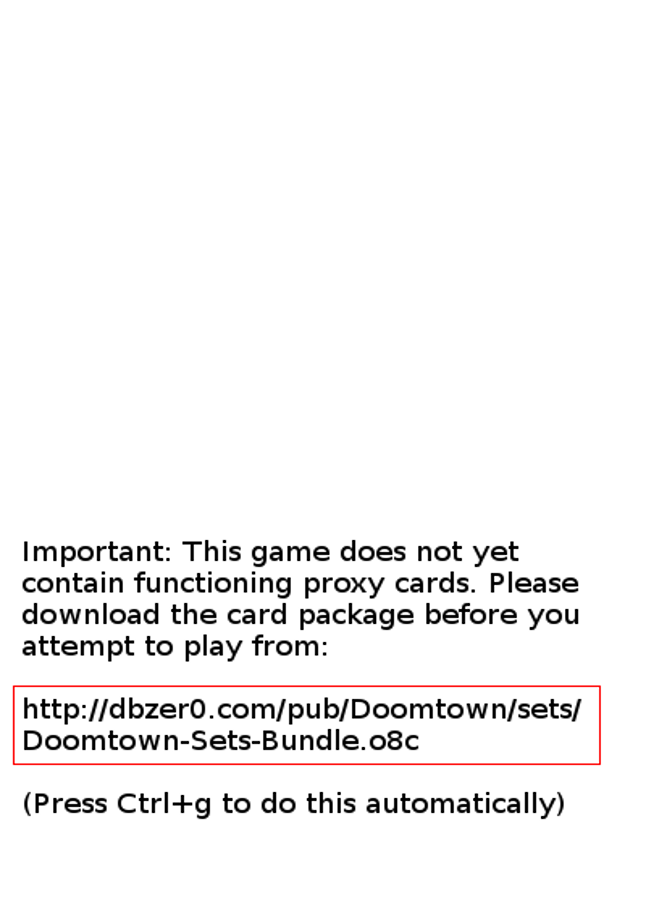 Important: This game does not yet
contain functioning proxy cards. Please
download the card package before you
attempt to play from:
http://dbzer0.com/pub/Doomtown/sets/
Doomtown-Sets-Bundle.o8c
(Press Ctrl+g to do this automatically)